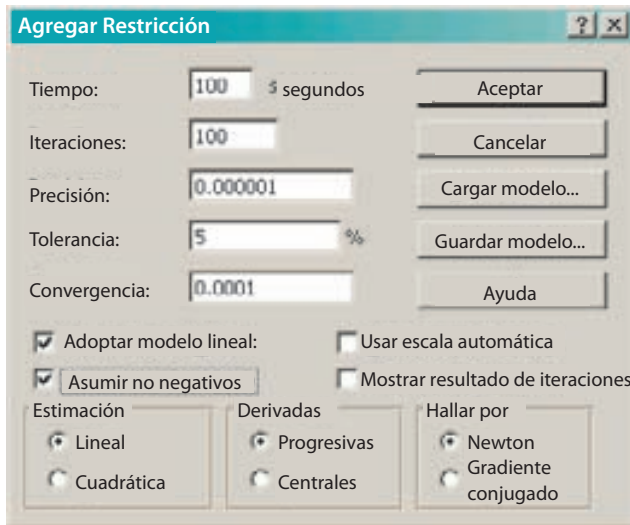 Agregar Restricción ? x
Tiempo: 100 s segundos Aceptar
Iteraciones: 100 Cancelar
Precisión: 0.000001 Cargar modelo...
Tolerancia: 5 % Guardar modelo...
Convergencia: 0.0001 Ayuda
Adoptar modelo lineal: Usar escala automática
Asumir no negativos Mostrar resultado de iteraciones
Estimación Derivadas Hallar por
Lineal Progresivas Newton
Cuadrática Centrales Gradiente
conjugado